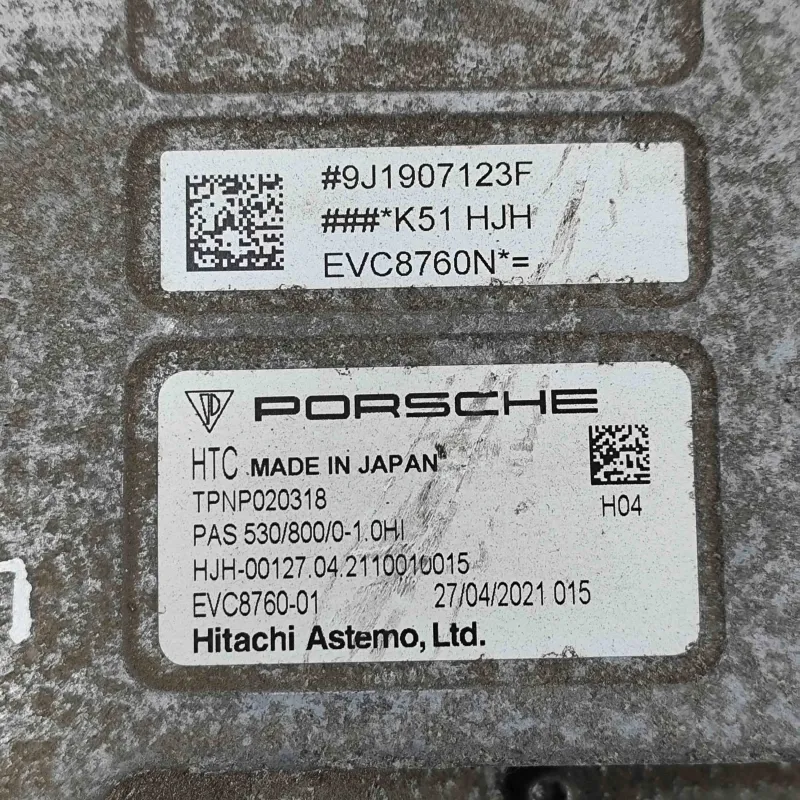 #9J1907123F
###*K51 HJH
EVC8760N*=
PORSCHE
HTC MADE IN JAPAN
TPNP020318
H04
PAS 530/800/0-1.0HI
HJH-00127.04.2110010015
EVC8760-01 27/04/2021 015
Hitachi Astemo, Ltd.